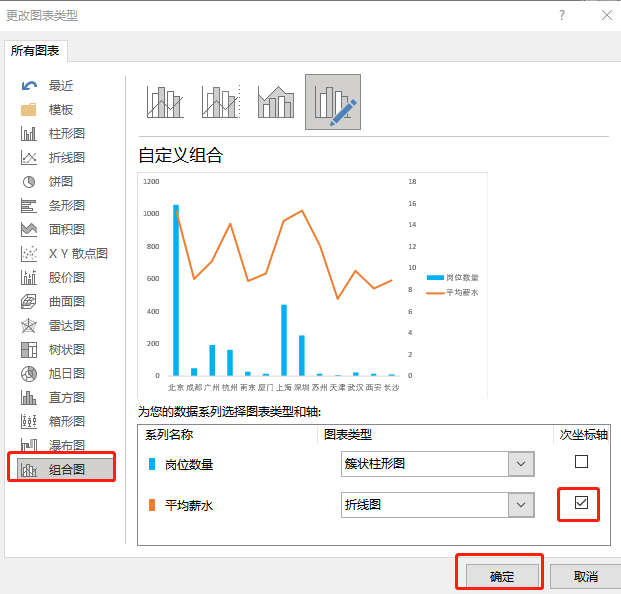 更改图表类型
?
所有图表
最近
模板
柱形图
折线图
饼图
条形图
面积图
X Y 散点图
股价图
曲面图
雷达图
树状图
旭日图
直方图
箱形图
瀑布图
组合图
自定义组合
1200
1000
800
600
400
200
0
18
16
14
12
10
8
6
4
2
0
北京 成都 广州 杭州 南京 厦门 上海 深圳 苏州 天津 武汉 西安 长沙
岗位数量
平均薪水
为您的数据系列选择图表类型和轴:
系列名称 图表类型 次坐标轴
岗位数量 簇状柱形图
平均薪水 折线图
确定 取消